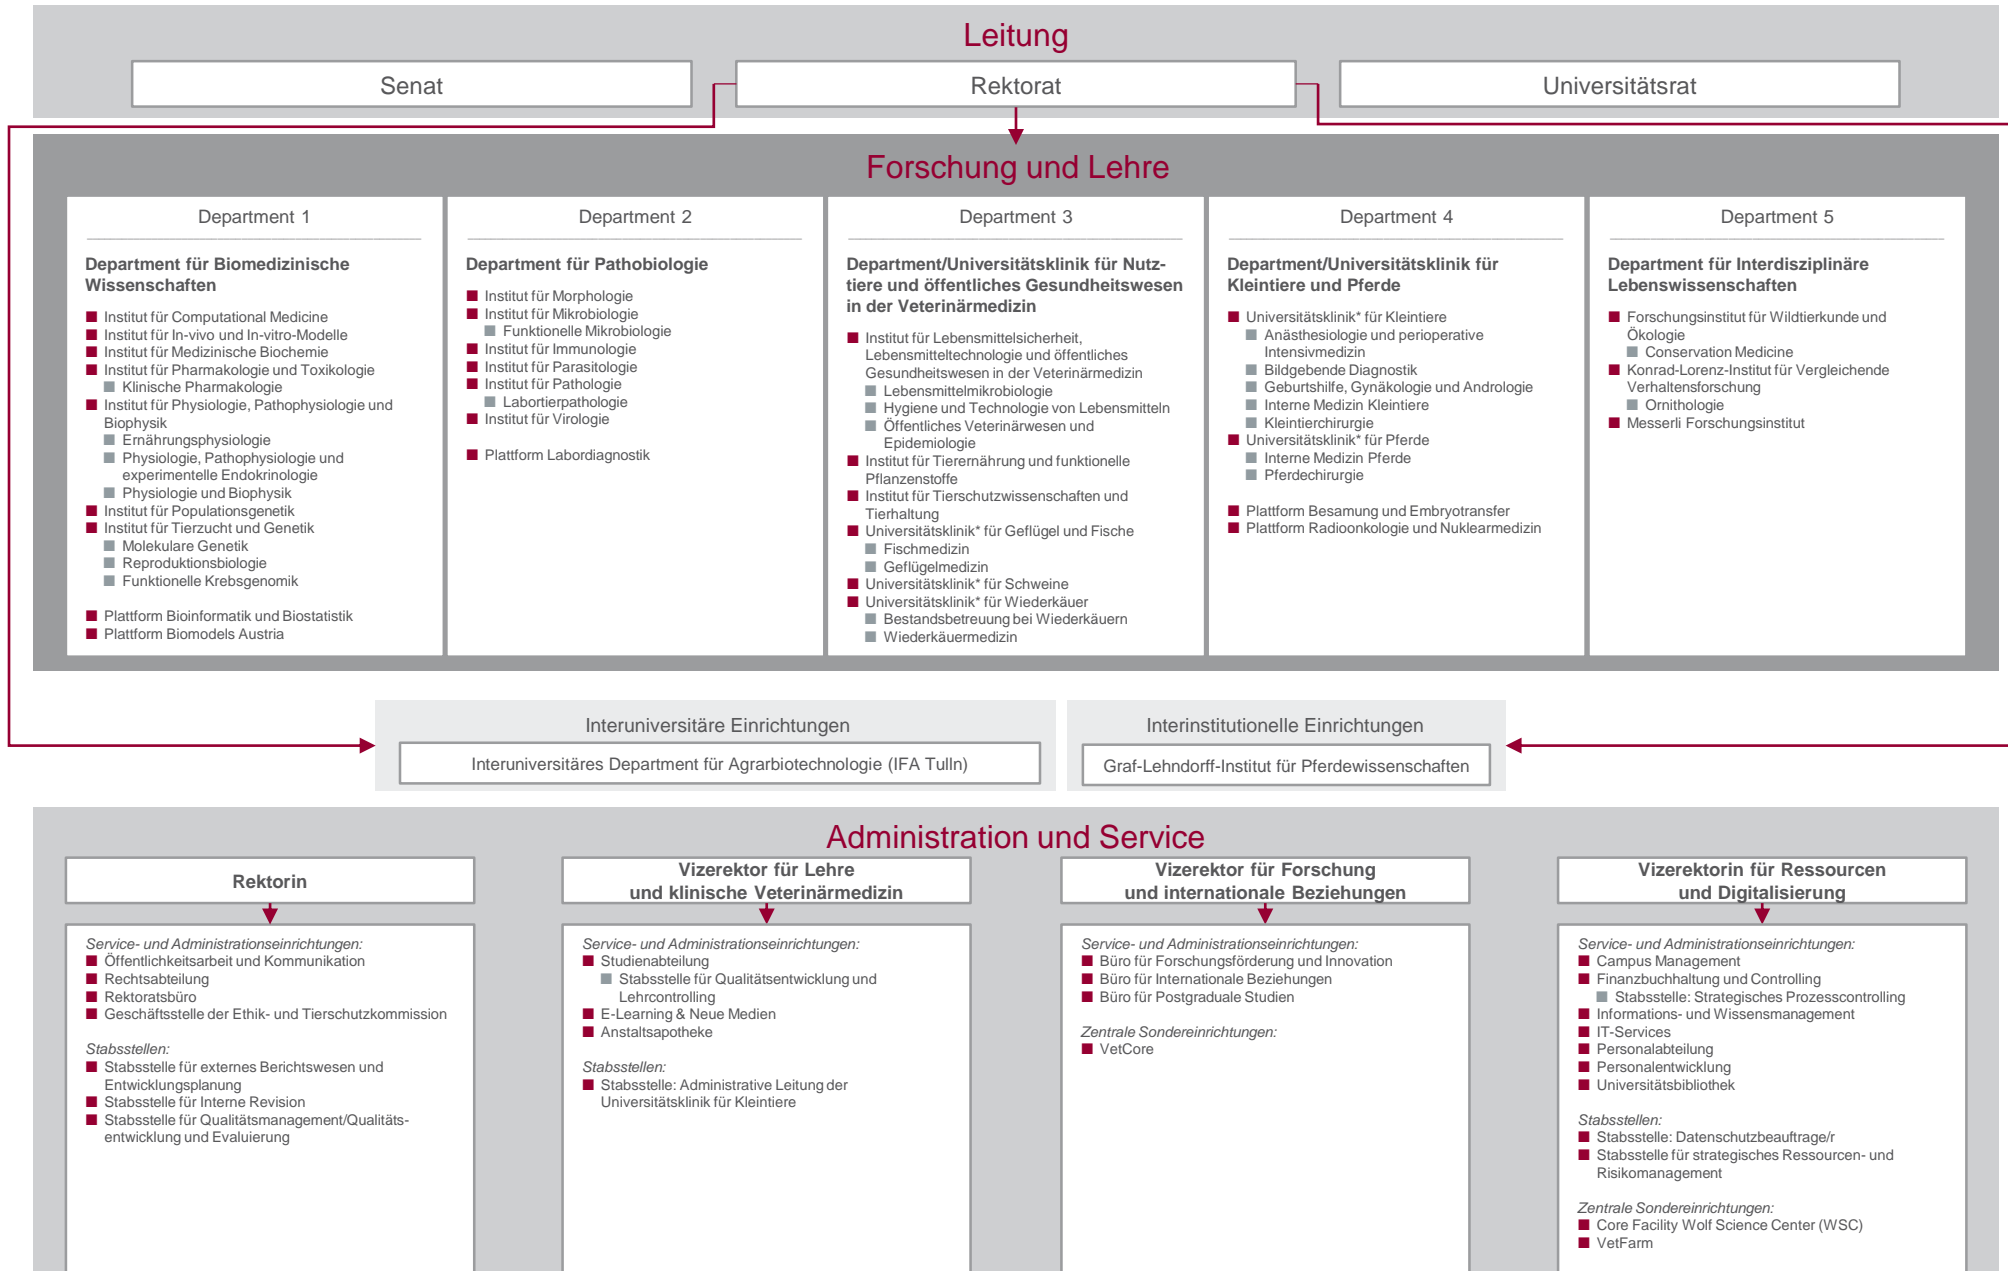 Leitung
Senat
Rektorat
Universitätsrat
Forschung und Lehre
Department 1
Department für Biomedizinische
Wissenschaften
Institut für Computational Medicine
Institut für In-vivo und In-vitro-Modelle
Institut für Medizinische Biochemie
Institut für Pharmakologie und Toxikologie
Klinische Pharmakologie
Institut für Physiologie, Pathophysiologie und
Biophysik
Ernährungsphysiologie
Physiologie, Pathophysiologie und
experimentelle Endokrinologie
Physiologie und Biophysik
Institut für Populationsgenetik
Institut für Tierzucht und Genetik
Molekulare Genetik
Reproduktionsbiologie
Funktionelle Krebsgenomik
Plattform Bioinformatik und Biostatistik
Plattform Biomodels Austria
Department 2
Department für Pathobiologie
Institut für Morphologie
Institut für Mikrobiologie
Funktionelle Mikrobiologie
Institut für Immunologie
Institut für Parasitologie
Institut für Pathologie
Labortierpathologie
Institut für Virologie
Plattform Labordiagnostik
Department 3
Department/Universitätsklinik für Nutz-
tiere und öffentliches Gesundheitswesen
in der Veterinärmedizin
Institut für Lebensmittelsicherheit,
Lebensmitteltechnologie und öffentliches
Gesundheitswesen in der Veterinärmedizin
Lebensmittelmikrobiologie
Hygiene und Technologie von Lebensmitteln
Öffentliches Veterinärwesen und
Epidemiologie
Institut für Tierernährung und funktionelle
Pflanzenstoffe
Institut für Tierschutzwissenschaften und
Tierhaltung
Universitätsklinik* für Geflügel und Fische
Fischmedizin
Geflügelmedizin
Universitätsklinik* für Schweine
Universitätsklinik* für Wiederkäuer
Bestandsbetreuung bei Wiederkäuern
Wiederkäuermedizin
Department 4
Department/Universitätsklinik für
Kleintiere und Pferde
Universitätsklinik* für Kleintiere
Anästhesiologie und perioperative
Intensivmedizin
Bildgebende Diagnostik
Geburtshilfe, Gynäkologie und Andrologie
Interne Medizin Kleintiere
Kleintierchirurgie
Universitätsklinik* für Pferde
Interne Medizin Pferde
Pferdechirurgie
Plattform Besamung und Embryotransfer
Plattform Radioonkologie und Nuklearmedizin
Department 5
Department für Interdisziplinäre
Lebenswissenschaften
Forschungsinstitut für Wildtierkunde und
Ökologie
Conservation Medicine
Konrad-Lorenz-Institut für Vergleichende
Verhaltensforschung
Ornithologie
Messerli Forschungsinstitut
Interuniversitäre Einrichtungen
Interuniversitäres Department für Agrarbiotechnologie (IFA Tulln)
Interinstitutionelle Einrichtungen
Graf-Lehndorff-Institut für Pferdewissenschaften
Administration und Service
Rektorin
Service- und Administrationseinrichtungen:
Öffentlichkeitsarbeit und Kommunikation
Rechtsabteilung
Rektoratsbüro
Geschäftsstelle der Ethik- und Tierschutzkommission
Stabsstellen:
Stabsstelle für externes Berichtswesen und
Entwicklungsplanung
Stabsstelle für Interne Revision
Stabsstelle für Qualitätsmanagement/Qualitäts-
entwicklung und Evaluierung
Vizerektor für Lehre
und klinische Veterinärmedizin
Service- und Administrationseinrichtungen:
Studienabteilung
Stabsstelle für Qualitätsentwicklung und
Lehrcontrolling
E-Learning & Neue Medien
Anstaltsapotheke
Stabsstellen:
Stabsstelle: Administrative Leitung der
Universitätsklinik für Kleintiere
Vizerektor für Forschung
und internationale Beziehungen
Service- und Administrationseinrichtungen:
Büro für Forschungsförderung und Innovation
Büro für Internationale Beziehungen
Büro für Postgraduale Studien
Zentrale Sondereinrichtungen:
VetCore
Vizerektorin für Ressourcen
und Digitalisierung
Service- und Administrationseinrichtungen:
Campus Management
Finanzbuchhaltung und Controlling
Stabsstelle: Strategisches Prozesscontrolling
Informations- und Wissensmanagement
IT-Services
Personalabteilung
Personalentwicklung
Universitätsbibliothek
Stabsstellen:
Stabsstelle: Datenschutzbeauftrage/r
Stabsstelle für strategisches Ressourcen- und
Risikomanagement
Zentrale Sondereinrichtungen:
Core Facility Wolf Science Center (WSC)
VetFarm